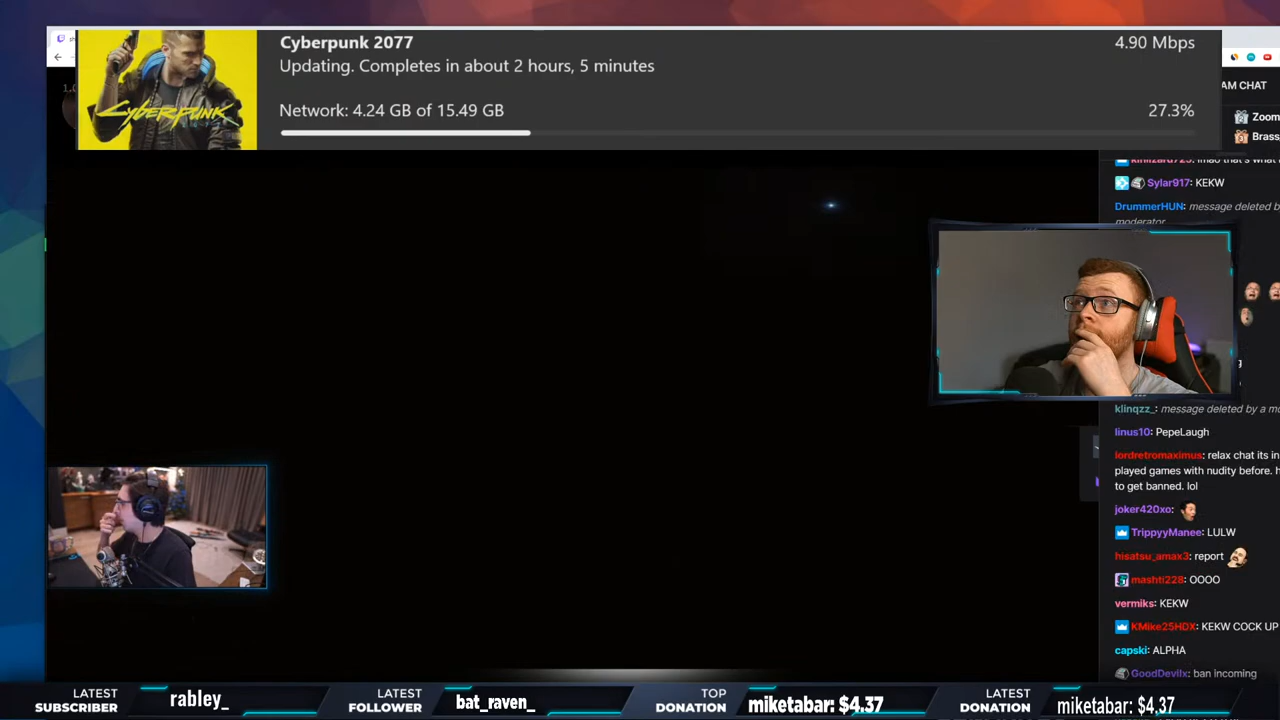 Cyberpunk 2077
4.90 Mbps
Updating. Completes in about 2 hours, 5 minutes
Network: 4.24 GB of 15.49 GB
27.3%
CYBERPUNK
AM CHAT
Zoom
Brass
Sylar917: KEKW
DrummerHUN: message deleted by
moderator
klinqzz_: message deleted by a mo
linus10: PepeLaugh
iordretromaximus: relax chat its in
played games with nudity before. h
to get banned. lol
joker420xo:
TrippyyManee: LULW
hisatsu_amax3: report
mashti228: OOOO
vermiks: KEKW
KMike25HDX: KEKW COCK UP
capski: ALPHA
GoodDevilx: ban incoming
LATEST
SUBSCRIBER
rabley_
LATEST
FOLLOWER
bat_raven_
TOP
DONATION
miketabar: $4.37
LATEST
DONATION
miketabar: $4.37